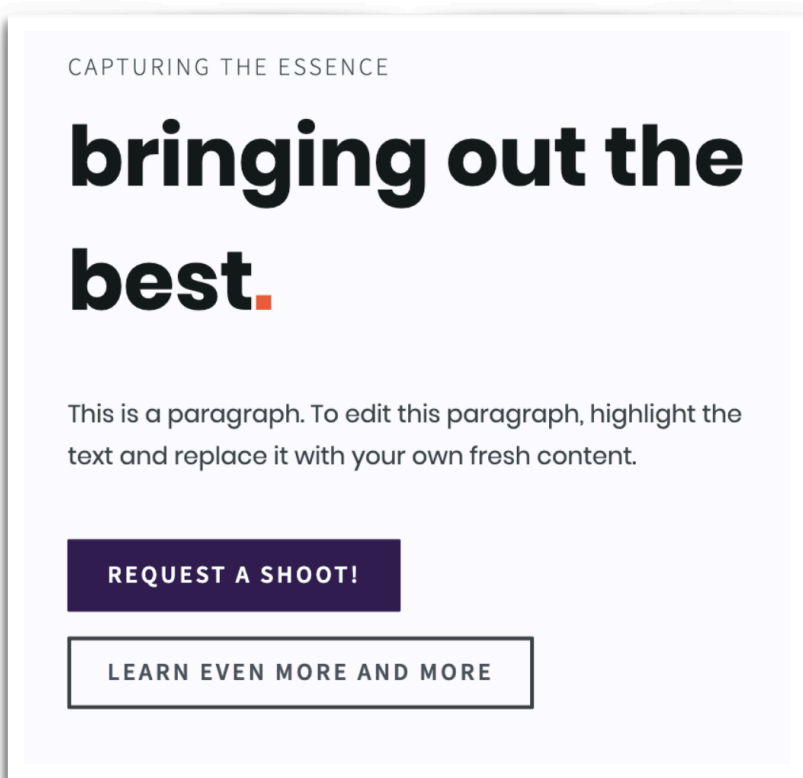 CAPTURING THE ESSENCE
bringing out the
best.
This is a paragraph. To edit this paragraph, highlight the
text and replace it with your own fresh content.
REQUEST A SHOOT!
LEARN EVEN MORE AND MORE